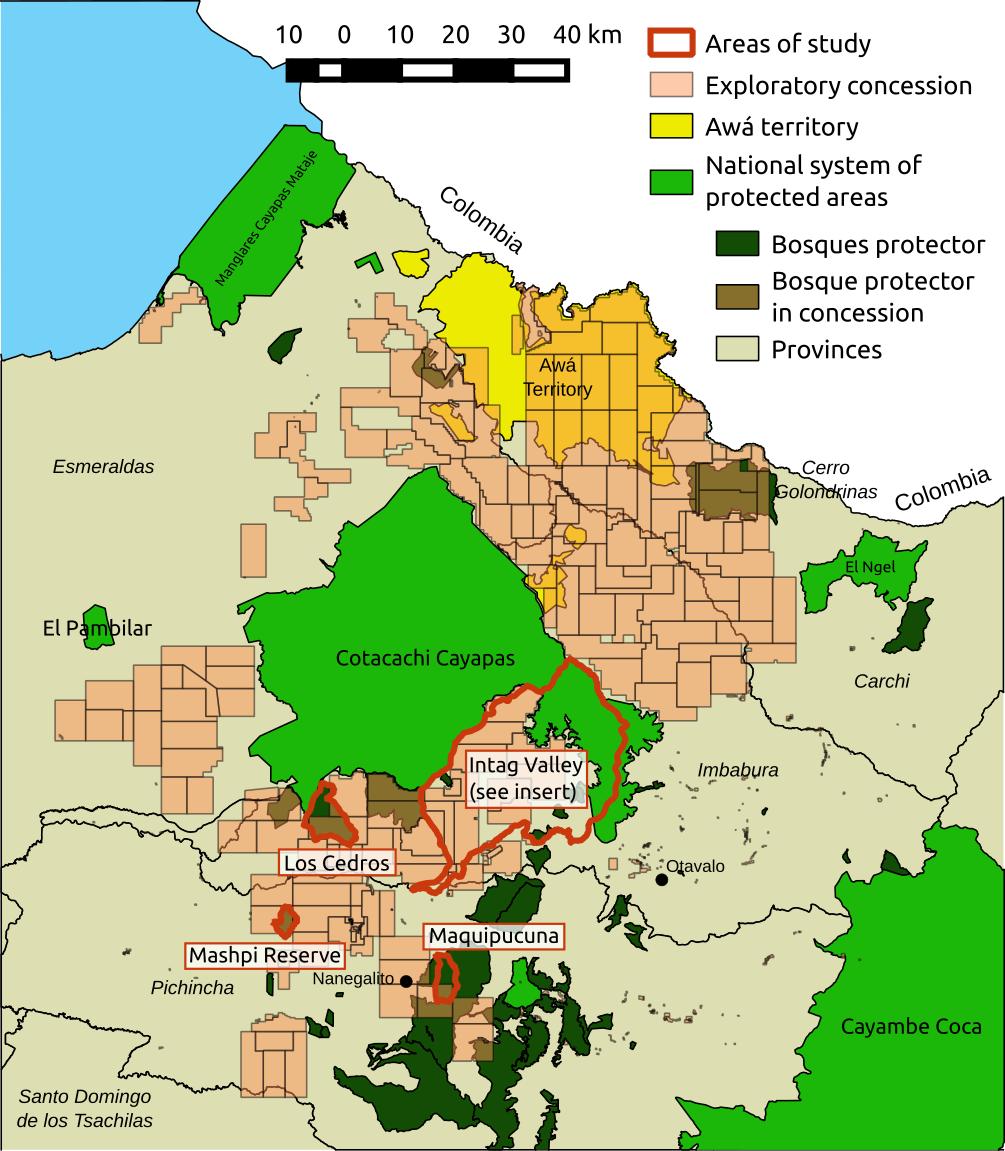 10 0 10 20 30 40 km
Areas of study
Exploratory concession
Awá territory
National system of
protected areas
Bosques protector
Bosque protector
in concession
Provinces
Manglares Cayapas Mataje
Colombia
Awá
Territory
Esmeraldas
Cerro
Golondrinas
Colombia
El Ngel
El Pambilar
Cotacachi Cayapas
Carchi
Intag Valley
(see insert)
Imbabura
Los Cedros
Otavalo
Maquipucuna
Mashpi Reserve
Nanegalito
Pichincha
Cayambe Coca
Santo Domingo
de los Tsachilas